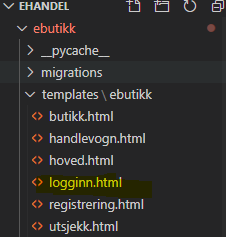 EHANDEL
ebutikk
__pycache__
migrations
templates \ ebutikk
butikk.html
handlevogn.html
hoved.html
logginn.html
registrering.html
utsjekk.html